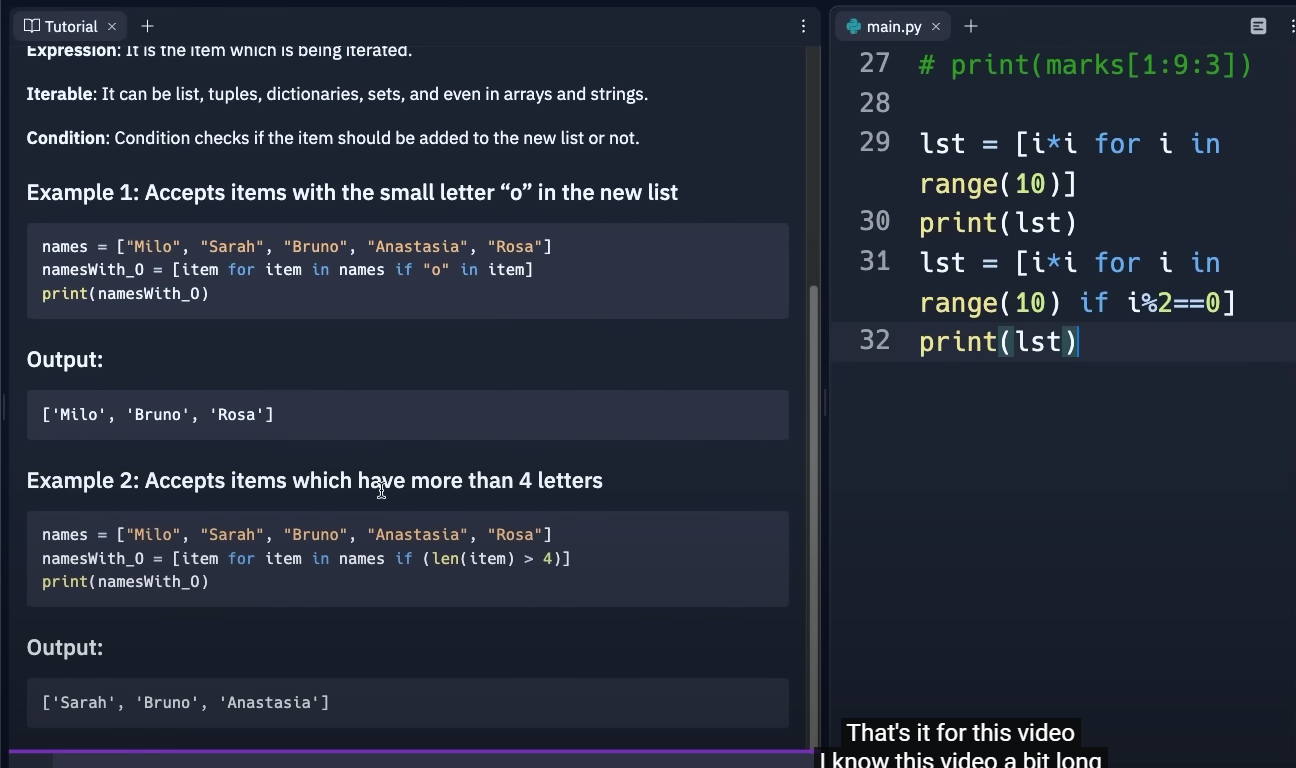 Tutorial × +
Expression: It is the item which is being iterated.
Iterable: It can be list, tuples, dictionaries, sets, and even in arrays and strings.
Condition: Condition checks if the item should be added to the new list or not.
Example 1: Accepts items with the small letter “o” in the new list
names = ["Milo", "Sarah", "Bruno", "Anastasia", "Rosa"]
namesWith_O = [item for item in names if "o" in item]
print(namesWith_O)
Output:
['Milo', 'Bruno', 'Rosa']
Example 2: Accepts items which have more than 4 letters
names = ["Milo", "Sarah", "Bruno", "Anastasia", "Rosa"]
namesWith_O = [item for item in names if (len(item) > 4)]
print(namesWith_O)
Output:
['Sarah', 'Bruno', 'Anastasia']
main.py × +
27 # print(marks[1:9:3])
28
29 lst = [i*i for i in
range(10)]
30 print(lst)
31 lst = [i*i for i in
range(10) if i%2==0]
32 print(lst)
That's it for this video
I know this video a bit long